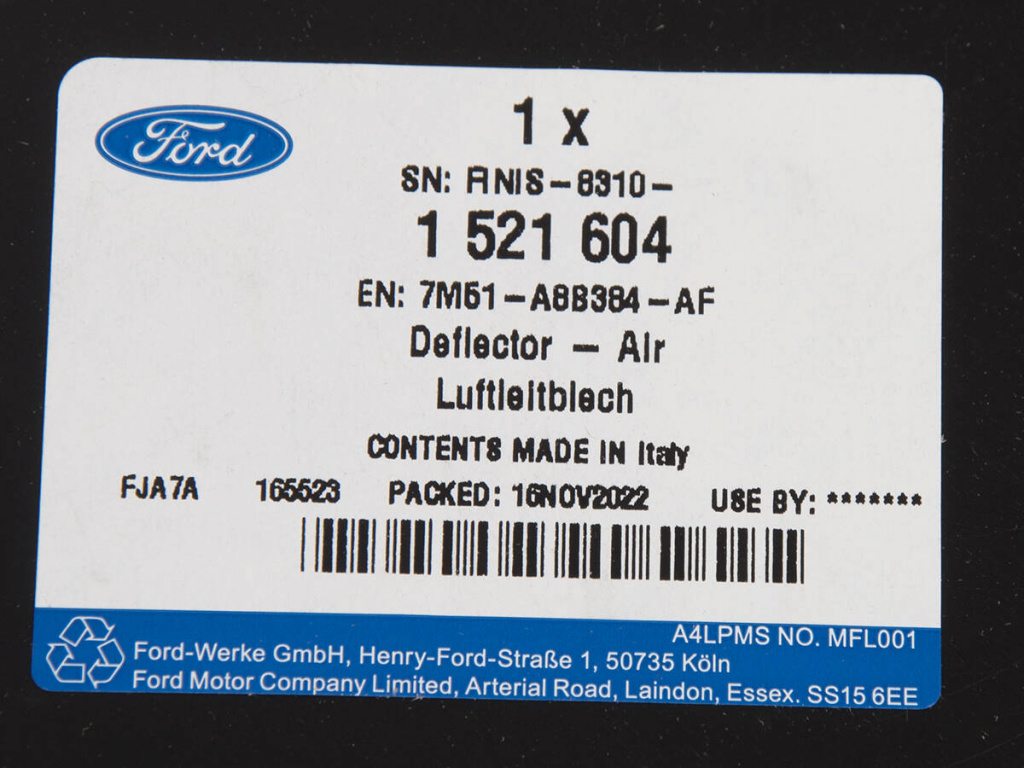 Ford
1 x
SN: FINIS-8310-
1 521 604
EN: 7M51-A8B384-AF
Deflector - Air
Luftleitblech
CONTENTS MADE IN Italy
FJA7A 165523 PACKED: 16NOV2022 USE BY: *******
A4LPMS NO. MFL001
Ford-Werke GmbH, Henry-Ford-Straße 1, 50735 Köln
Ford Motor Company Limited, Arterial Road, Laindon, Essex. SS15 6EE